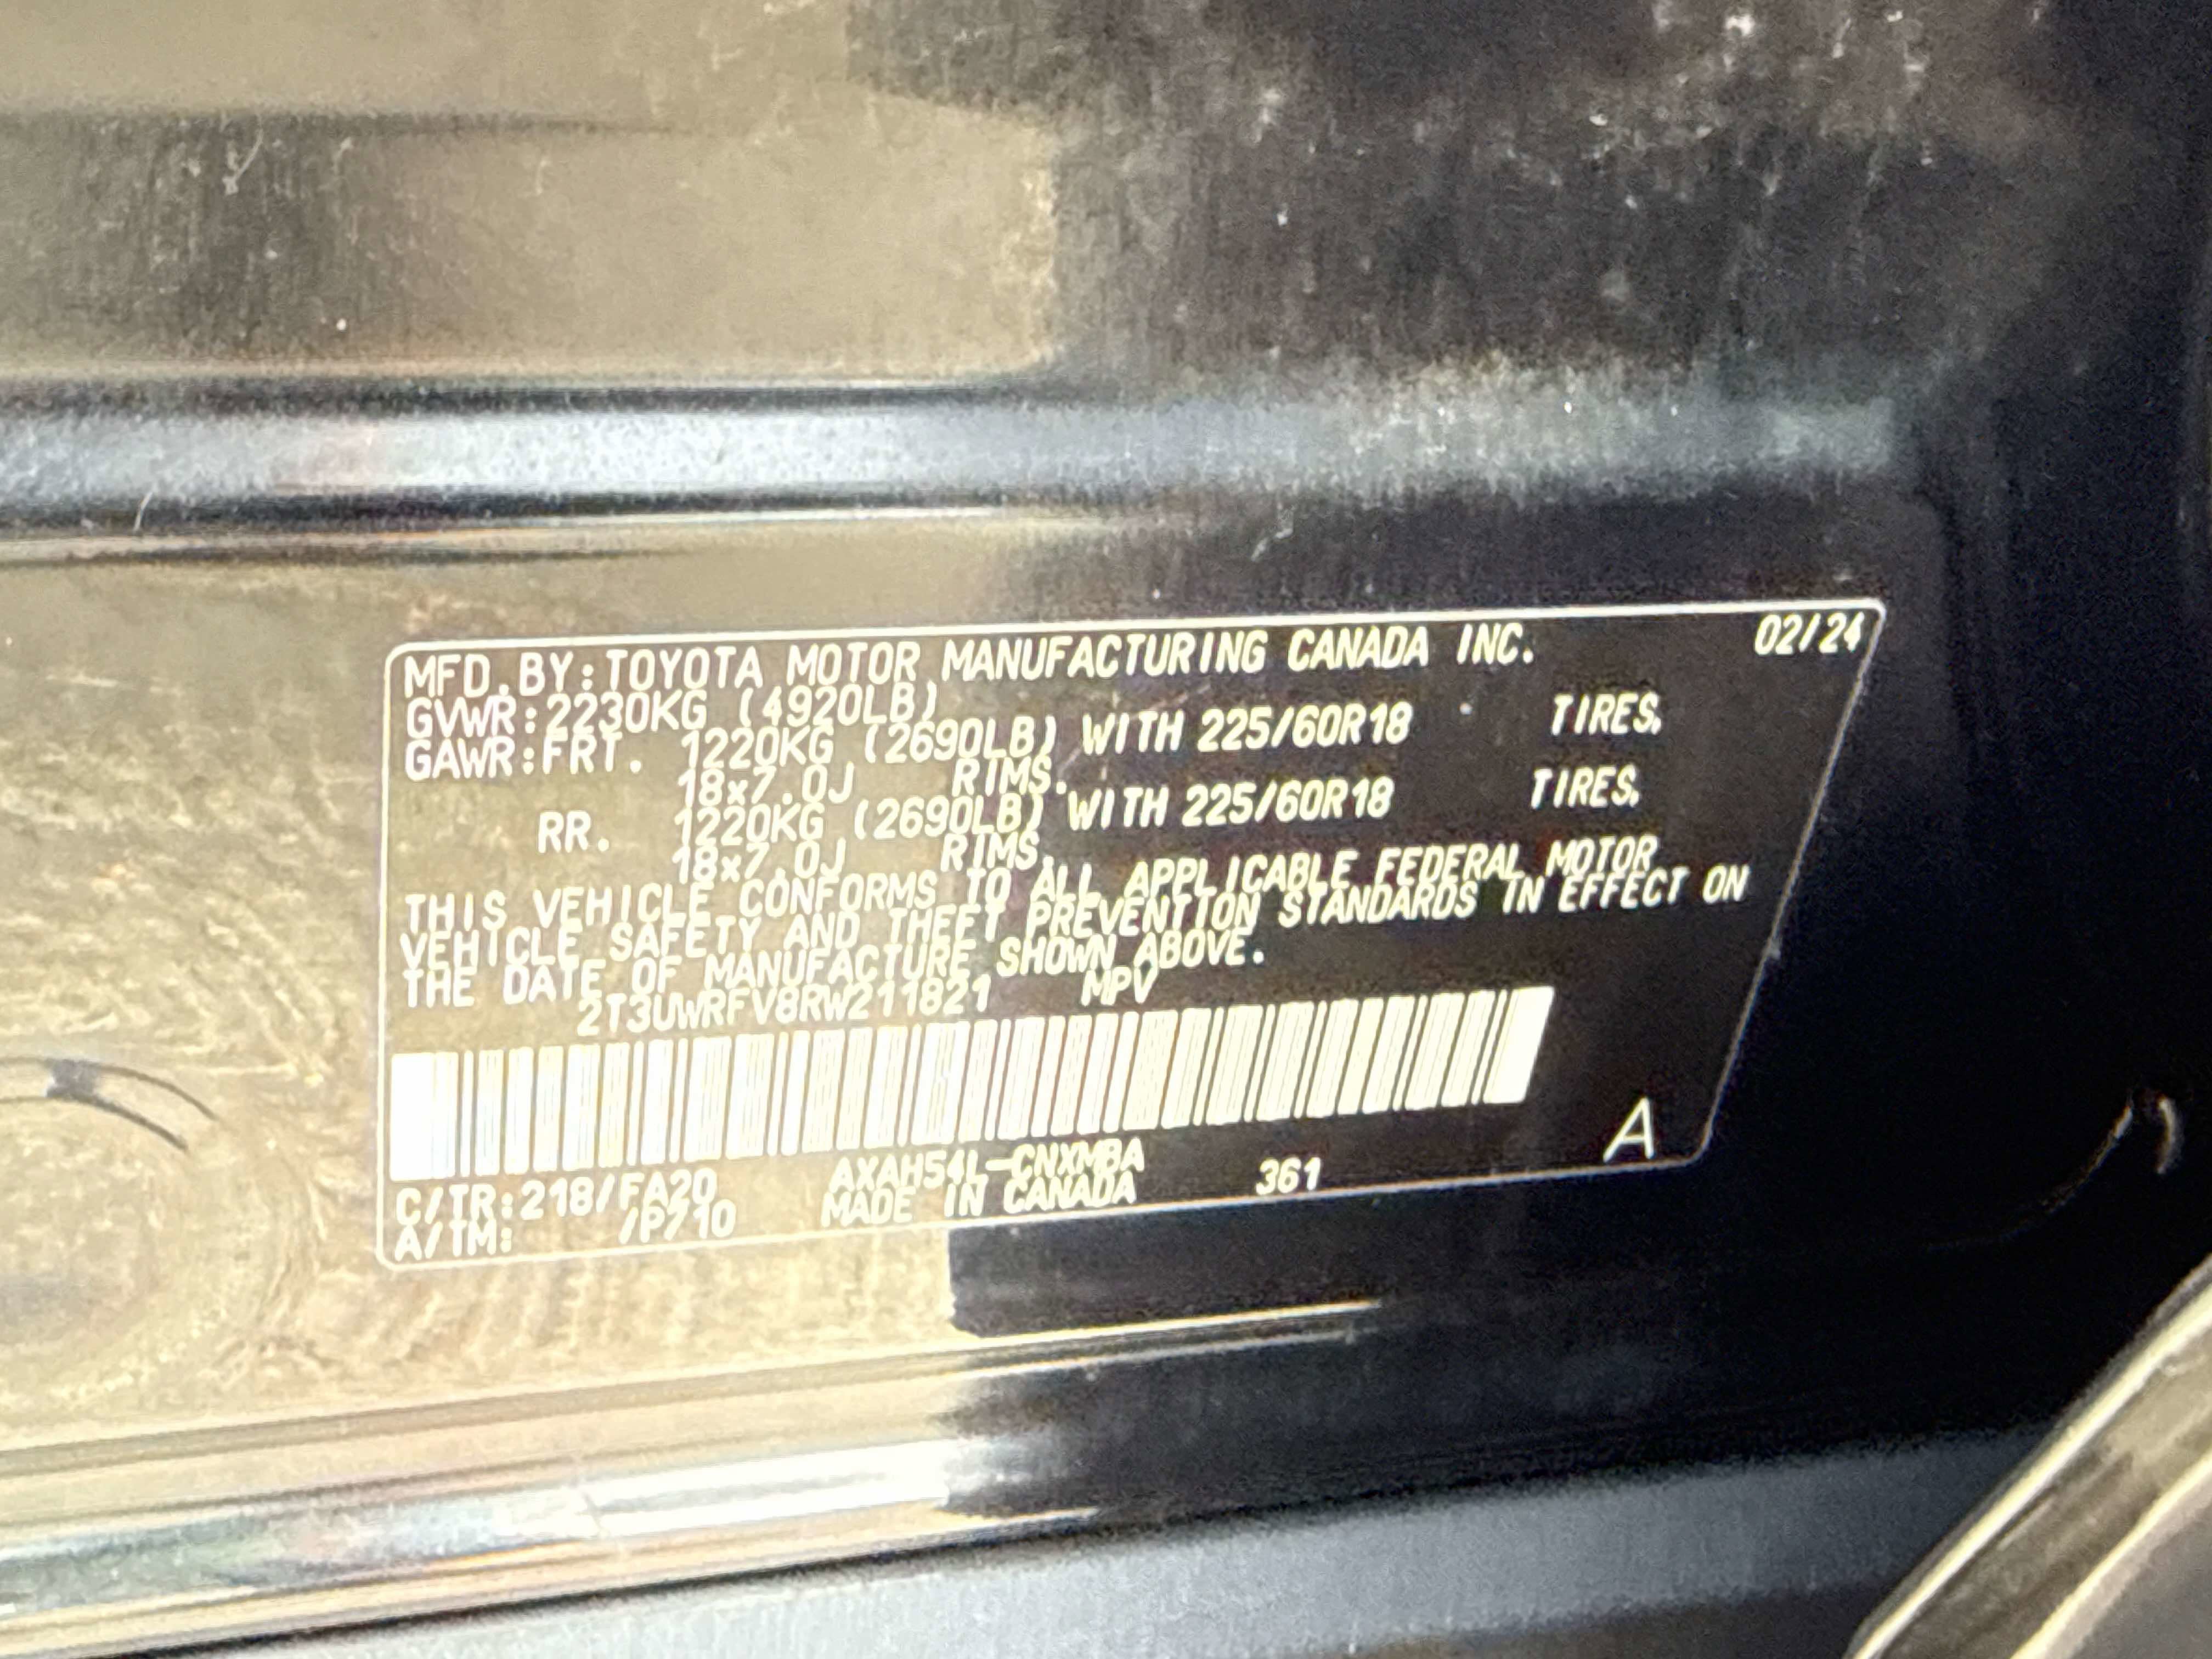 MFD.BY:TOYOTA MOTOR MANUFACTURING CANADA INC. 02/24
GVWR:2230KG (4920LB)
GAWR:FRT. 1220KG (2690LB) WITH 225/60R18 TIRES,
18x7.0J RIMS.
RR. 1220KG (2690LB) WITH 225/60R18 TIRES,
18x7.0J RIMS.
THIS VEHICLE CONFORMS TO ALL APPLICABLE FEDERAL MOTOR
VEHICLE SAFETY AND THEFT PREVENTION STANDARDS IN EFFECT ON
THE DATE OF MANUFACTURE SHOWN ABOVE.
2T3UWRFV8RW211821 MPV
C/TR:218/FA20 AXAH54L-CNXMBA 361 A
A/TM: /P710 MADE IN CANADA